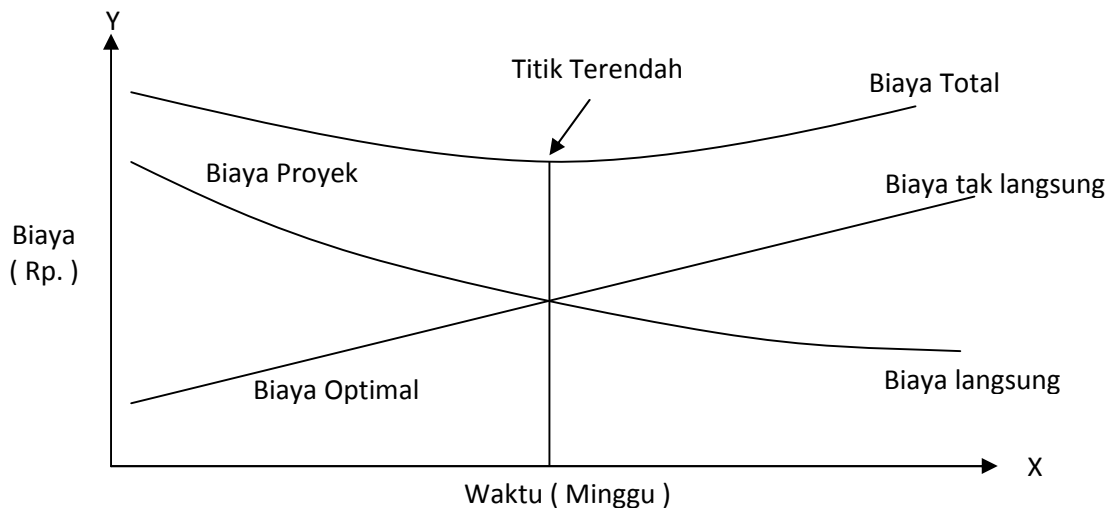 Y
Titik Terendah
Biaya Total
Biaya Proyek
Biaya tak langsung
Biaya
( Rp. )
Biaya Optimal
Biaya langsung
X
Waktu ( Minggu )